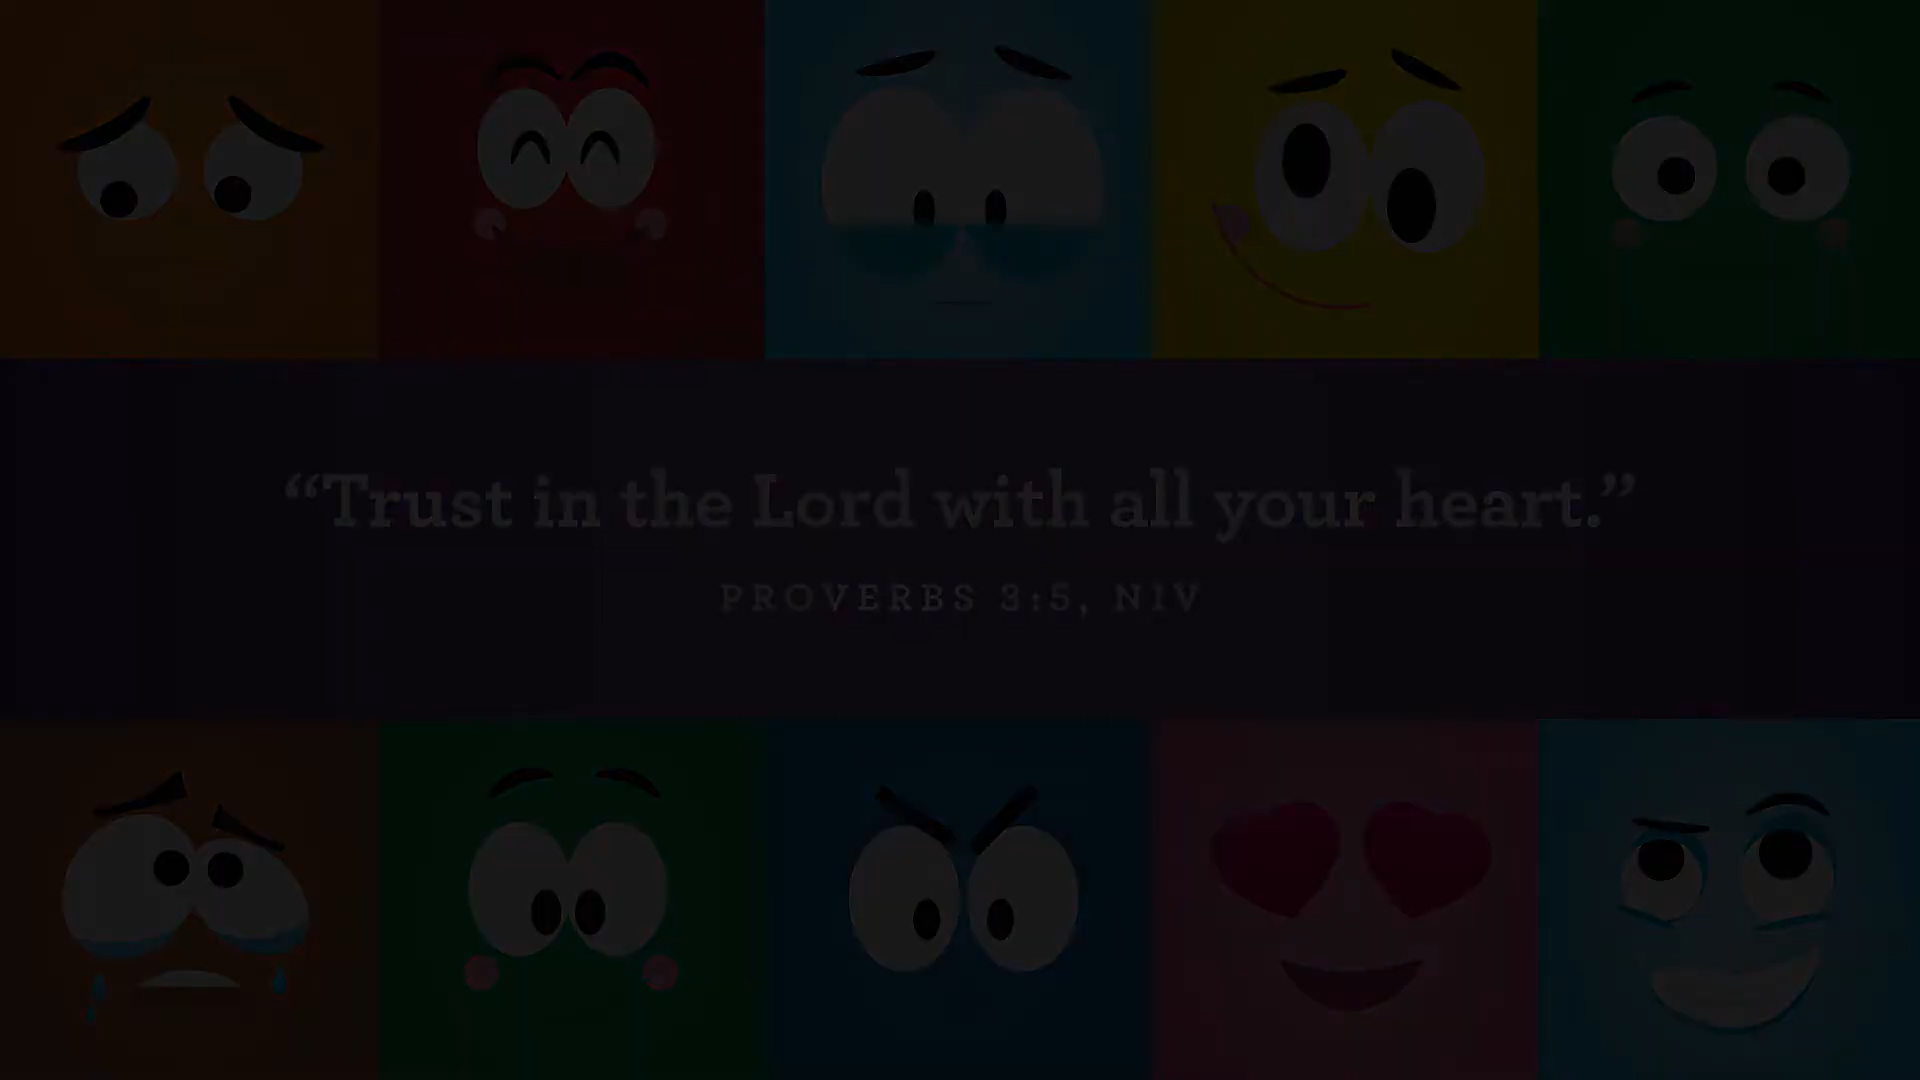 “Trust in the Lord with all your heart.”
PROVERBS 3:5, NIV